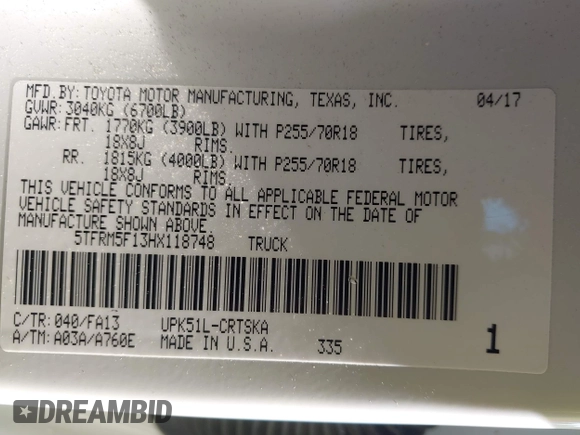 MFD.BY: TOYOTA MOTOR MANUFACTURING, TEXAS, INC. 04/17
GVWR: 3040KG (6700LB)
GAWR: FRT. 1770KG (3900LB) WITH P255/70R18 TIRES,
18X8J RIMS.
RR. 1815KG (4000LB) WITH P255/70R18 TIRES,
18X8J RIMS
THIS VEHICLE CONFORMS TO ALL APPLICABLE FEDERAL MOTOR
VEHICLE SAFETY STANDARDS IN EFFECT ON THE DATE OF
MANUFACTURE SHOWN ABOVE.
5TFRM5F13HX118748 TRUCK
C/TR: 040/FA13 UPK51L-CRTSKA
A/TM: A03A/A760E MADE IN U.S.A. 335 1
DREAMBID